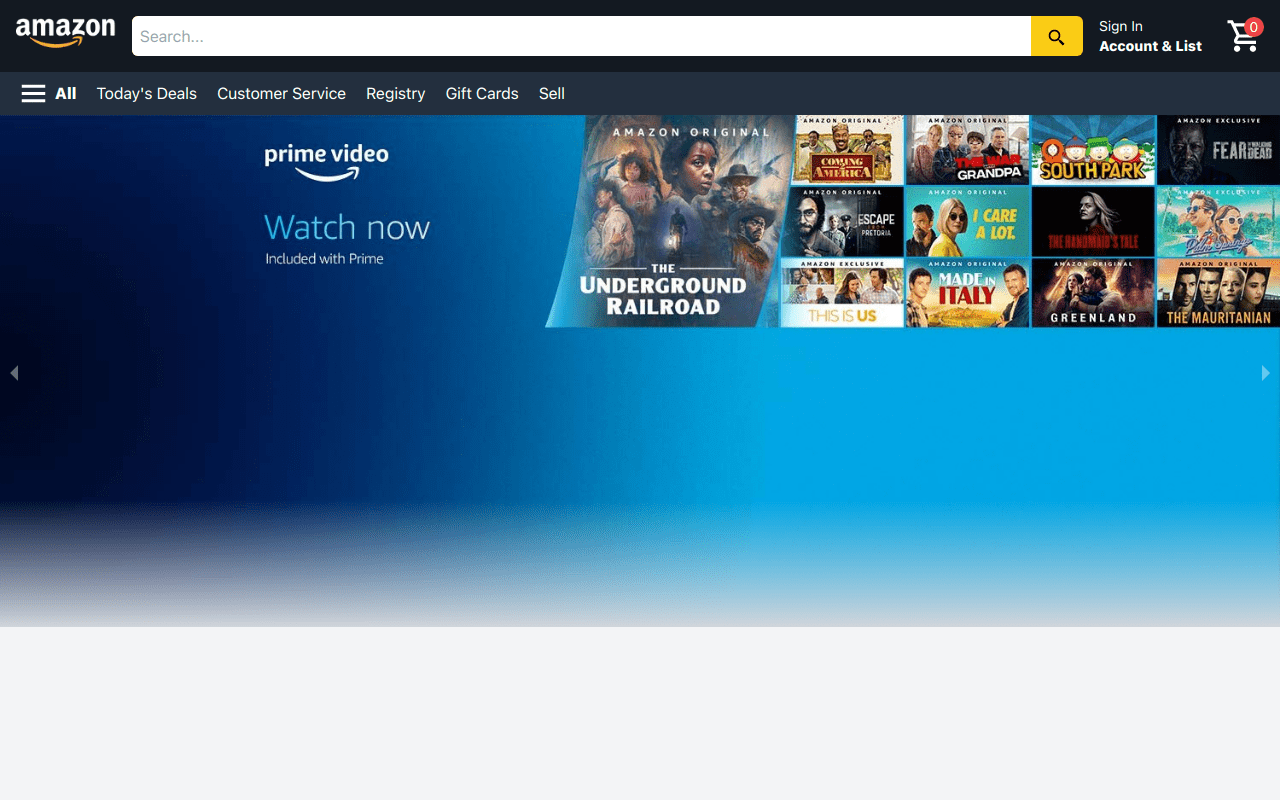 amazon
Search...
Sign In
Account & List
0
All
Today's Deals
Customer Service
Registry
Gift Cards
Sell
prime video
Watch now
Included with Prime
AMAZON ORIGINAL
THE
UNDERGROUND
RAILROAD
AMAZON ORIGINAL
COMING
AMERICA
AMAZON ORIGINAL
THE WAR
GRANDPA
SOUTH PARK
AMAZON EXCLUSIVE
FEAR THE WALKING
DEAD
AMAZON ORIGINAL
ESCAPE
FROM
PRETORIA
AMAZON ORIGINAL
I CARE
A LOT.
THE HANDMAID'S TALE
AMAZON EXCLUSIVE
Palm Springs
AMAZON EXCLUSIVE
THIS IS US
AMAZON ORIGINAL
MADE IN
ITALY
AMAZON ORIGINAL
GREENLAND
AMAZON ORIGINAL
THE MAURITANIAN